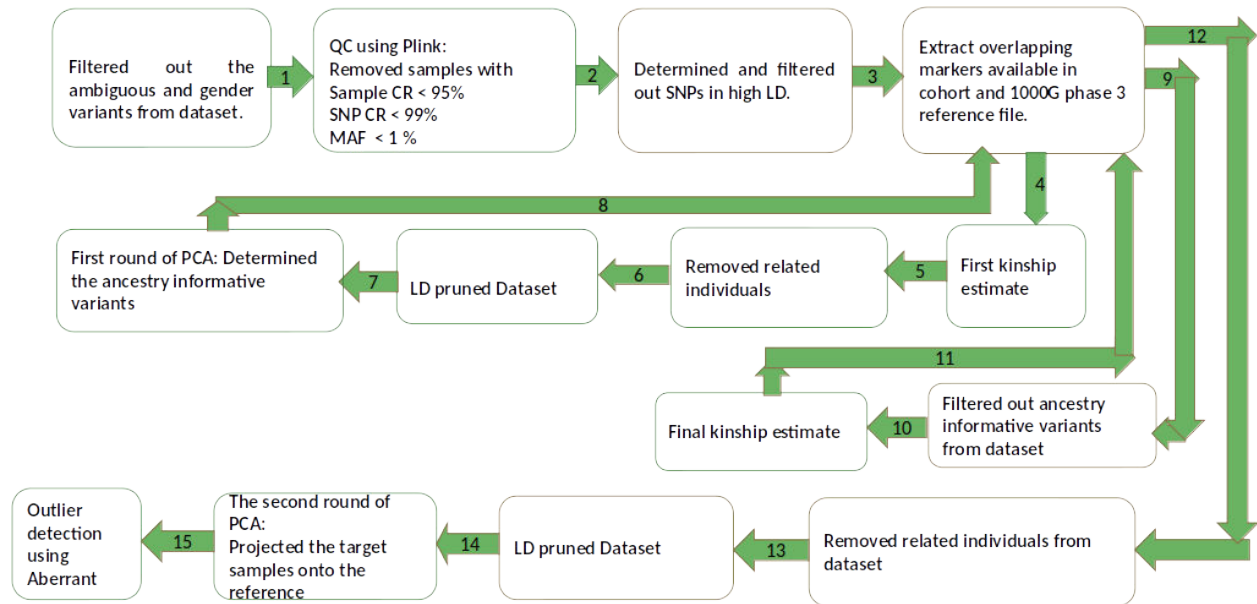 Filtered out the
ambiguous and gender
variants from dataset.
1
QC using Plink:
Removed samples with
Sample CR < 95%
SNP CR < 99%
MAF < 1 %
2
Determined and filtered
out SNPs in high LD.
3
Extract overlapping
markers available in
cohort and 1000G phase 3
reference file.
12
9
4
8
First kinship
estimate
5
Removed related
individuals
6
LD pruned Dataset
7
First round of PCA: Determined
the ancestry informative
variants
11
Filtered out ancestry
informative variants
from dataset
10
Final kinship estimate
Removed related individuals from
dataset
13
LD pruned Dataset
14
The second round of
PCA:
Projected the target
samples onto the
reference
15
Outlier
detection
using
Aberrant